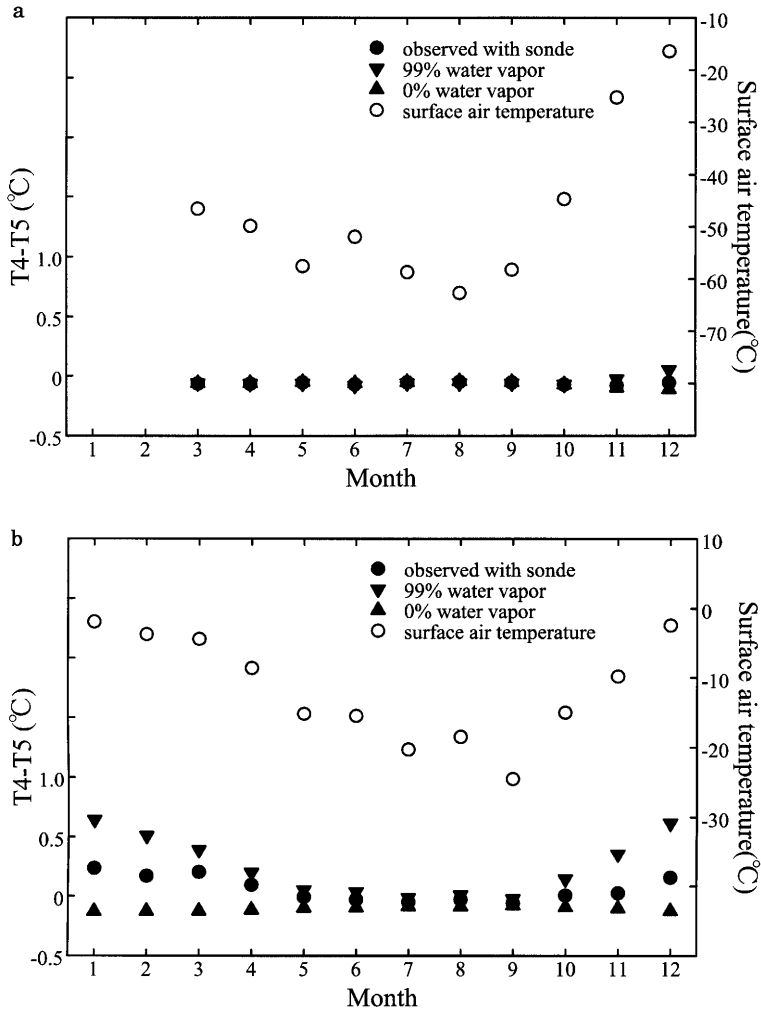 a
observed with sonde
99% water vapor
0% water vapor
surface air temperature
T4-T5 (℃)
1.0
0.5
0
-0.5
-10
-20
-30
-40
-50
-60
-70
Surface air temperature(℃)
1 2 3 4 5 6 7 8 9 10 11 12
Month
b
observed with sonde
99% water vapor
0% water vapor
surface air temperature
T4-T5 (℃)
1.0
0.5
0
-0.5
10
0
-10
-20
-30
Surface air temperature(℃)
1 2 3 4 5 6 7 8 9 10 11 12
Month